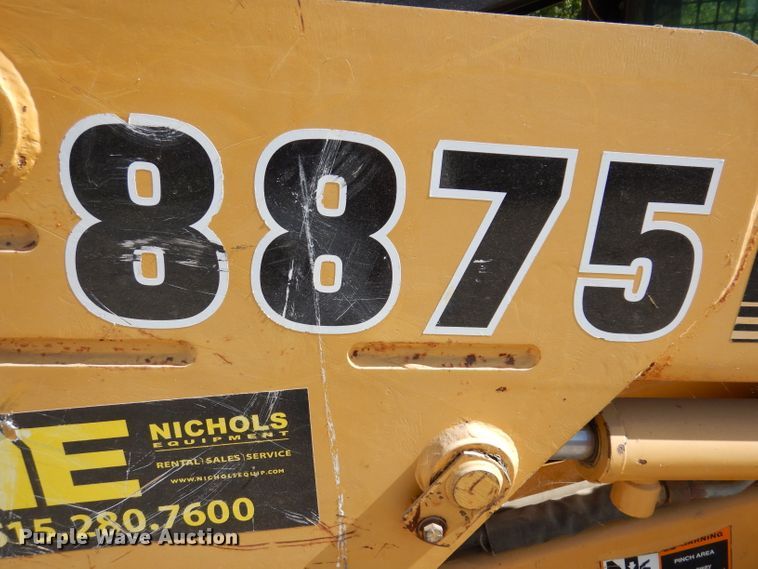 8875
NE NICHOLS
EQUIPMENT
RENTAL | SALES | SERVICE
WWW.NICHOLSEQUIP.COM
515.280.7600
Purple Wave Auction
WARNING
PINCH AREA